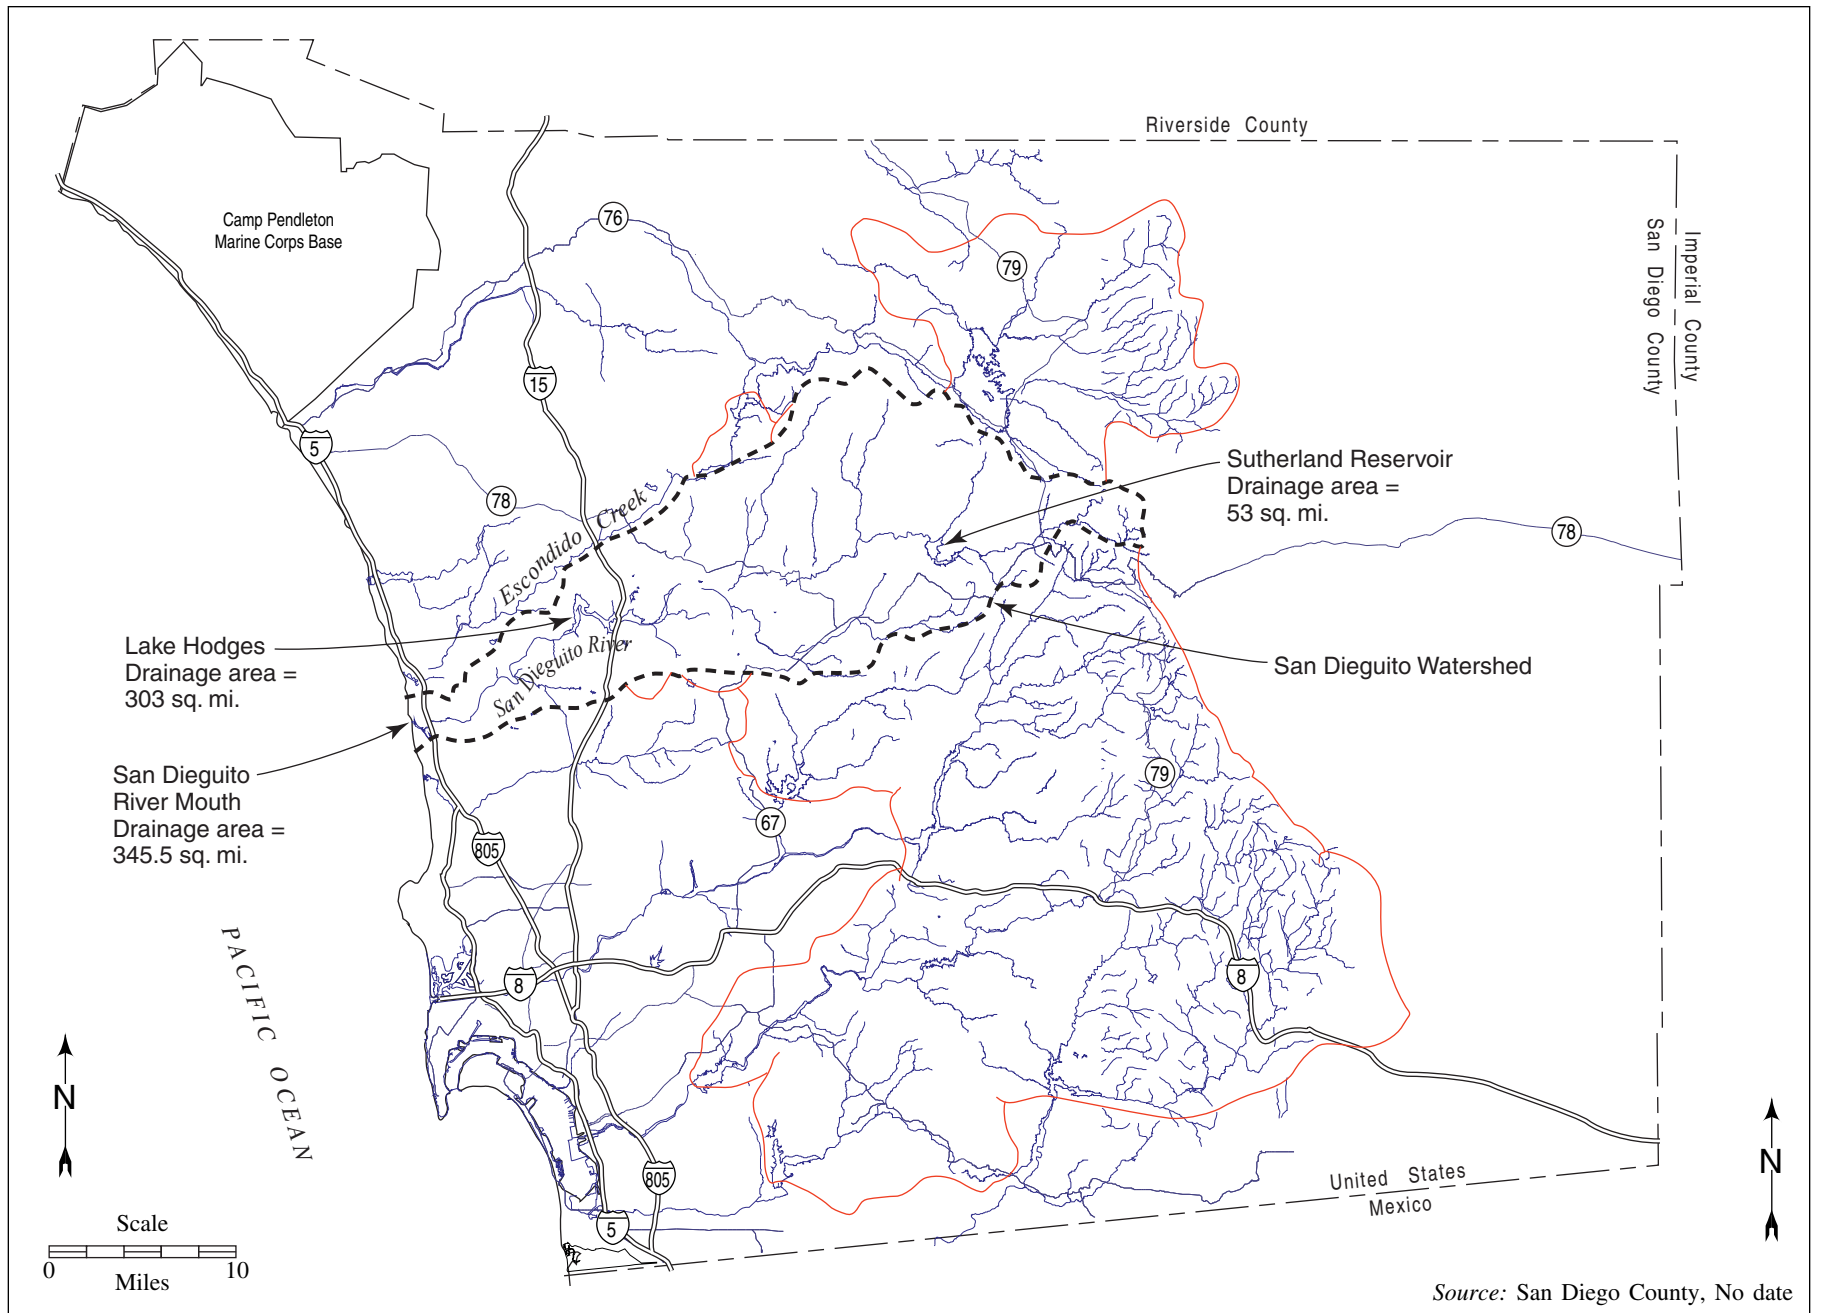 Riverside County
Camp Pendleton
Marine Corps Base
76
79
San Diego County
Imperial County
15
5
78
Sutherland Reservoir
Drainage area =
53 sq. mi.
78
Escondido Creek
Lake Hodges
Drainage area =
303 sq. mi.
San Dieguito River
San Dieguito Watershed
San Dieguito
River Mouth
Drainage area =
345.5 sq. mi.
79
67
805
PACIFIC OCEAN
8
8
N
N
805
5
United States
Mexico
Scale
0 10
Miles
Source: San Diego County, No date